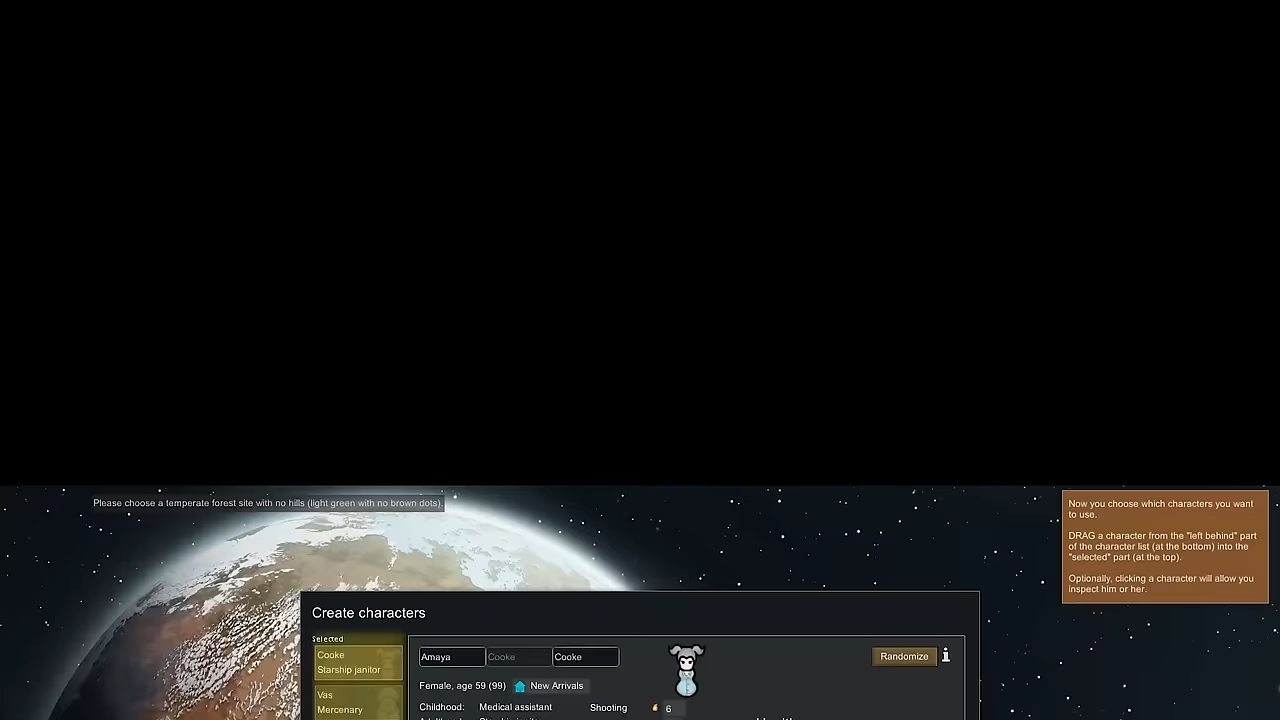 Please choose a temperate forest site with no hills (light green with no brown dots).
Now you choose which characters you want
to use.
DRAG a character from the "left behind" part
of the character list (at the bottom) into the
"selected" part (at the top).
Optionally, clicking a character will allow you
inspect him or her.
Create characters
Selected
Cooke
Starship janitor
Vas
Mercenary
Amaya Cooke Cooke
Randomize
Female, age 59 (99) New Arrivals
Childhood: Medical assistant Shooting 6